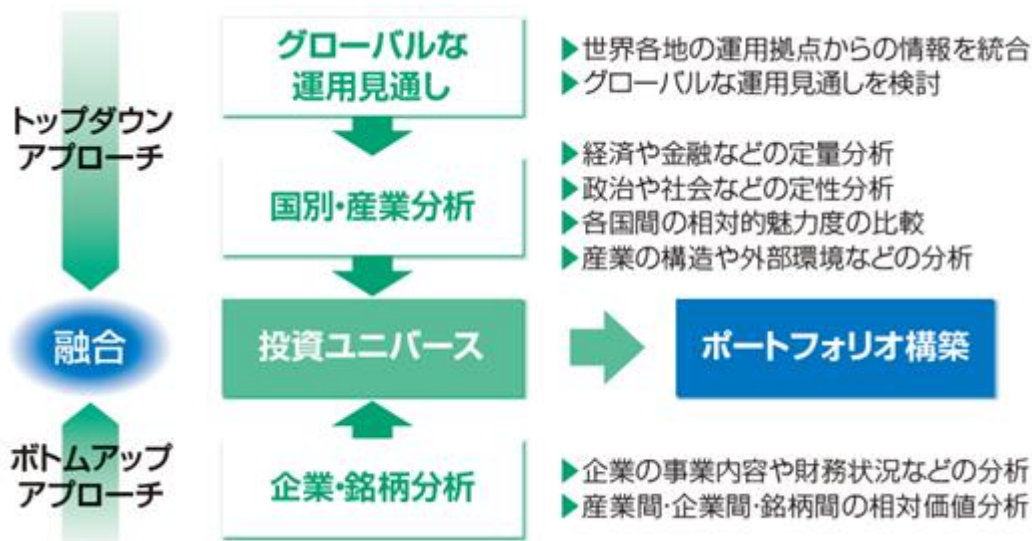 トップダウン
アプローチ
グローバルな
運用見通し
▶世界各地の運用拠点からの情報を統合
▶グローバルな運用見通しを検討
国別・産業分析
▶経済や金融などの定量分析
▶政治や社会などの定性分析
▶各国間の相対的魅力度の比較
▶産業の構造や外部環境などの分析
融合
投資ユニバース
ポートフォリオ構築
ボトムアップ
アプローチ
企業・銘柄分析
▶企業の事業内容や財務状況などの分析
▶産業間・企業間・銘柄間の相対価値分析